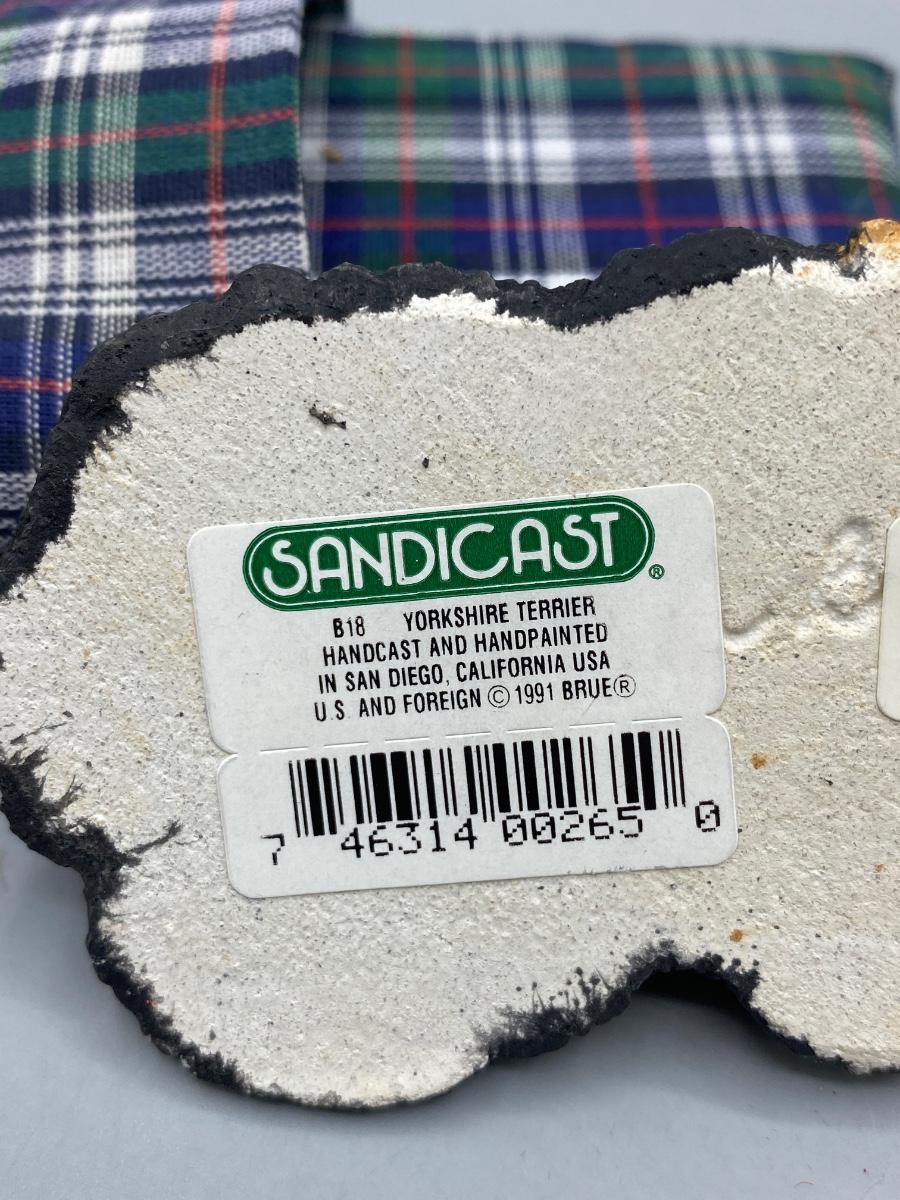 SANDICAST®
B18 YORKSHIRE TERRIER
HANDCAST AND HANDPAINTED
IN SAN DIEGO, CALIFORNIA USA
U.S. AND FOREIGN © 1991 BRUE®
7 46314 00265 0